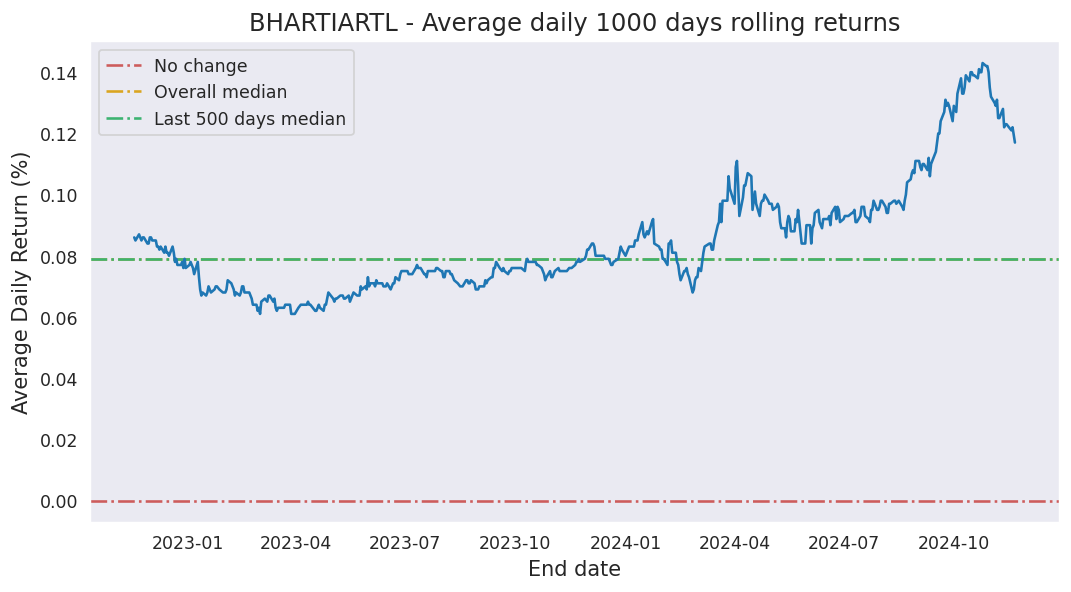 BHARTIARTL - Average daily 1000 days rolling returns
No change
Overall median
Last 500 days median
Average Daily Return (%)
0.14
0.12
0.10
0.08
0.06
0.04
0.02
0.00
2023-01 2023-04 2023-07 2023-10 2024-01 2024-04 2024-07 2024-10
End date